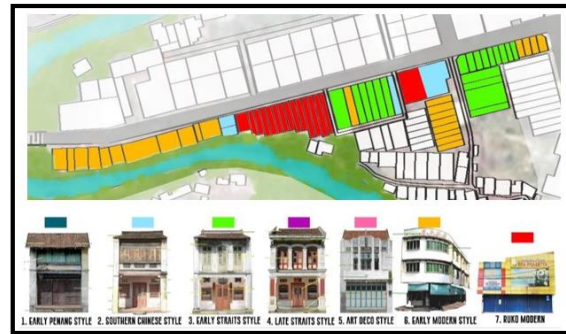 1. EARLY PENANG STYLE
2. SOUTHERN CHINESE STYLE
3. EARLY STRAITS STYLE
4. LATE STRAITS STYLE
5. ART DECO STYLE
6. EARLY MODERN STYLE
7. RUKO MODERN